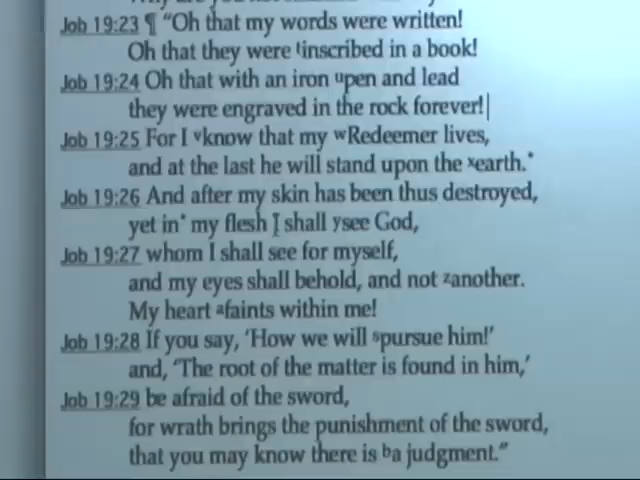 Job 19:23 ¶ “Oh that my words were written!
Oh that they were tinscribed in a book!
Job 19:24 Oh that with an iron upen and lead
they were engraved in the rock forever!
Job 19:25 For I vknow that my wRedeemer lives,
and at the last he will stand upon the xearth.*
Job 19:26 And after my skin has been thus destroyed,
yet in* my flesh I shall ysee God,
Job 19:27 whom I shall see for myself,
and my eyes shall behold, and not zanother.
My heart afaints within me!
Job 19:28 If you say, ‘How we will spursue him!’
and, ‘The root of the matter is found in him,’
Job 19:29 be afraid of the sword,
for wrath brings the punishment of the sword,
that you may know there is ba judgment.”